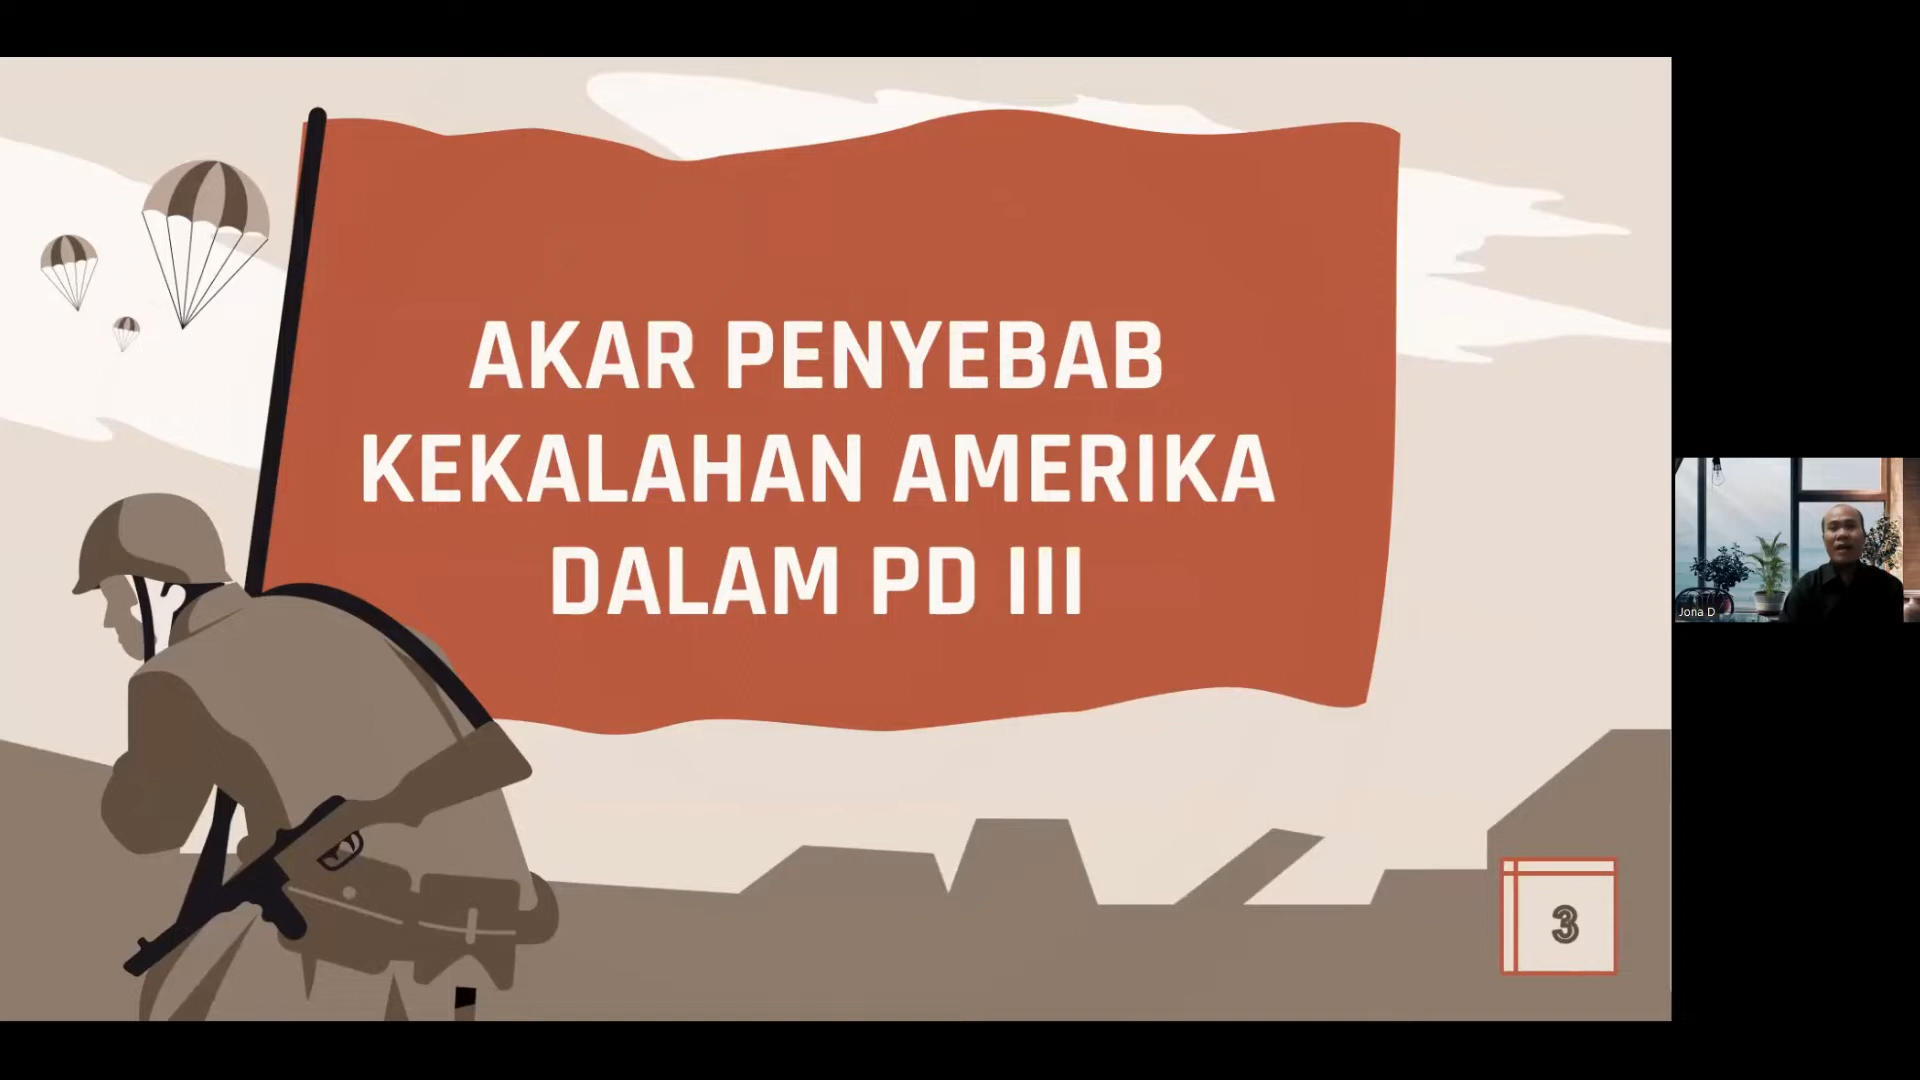 AKAR PENYEBAB
KEKALAHAN AMERIKA
DALAM PD III
3
Jona D